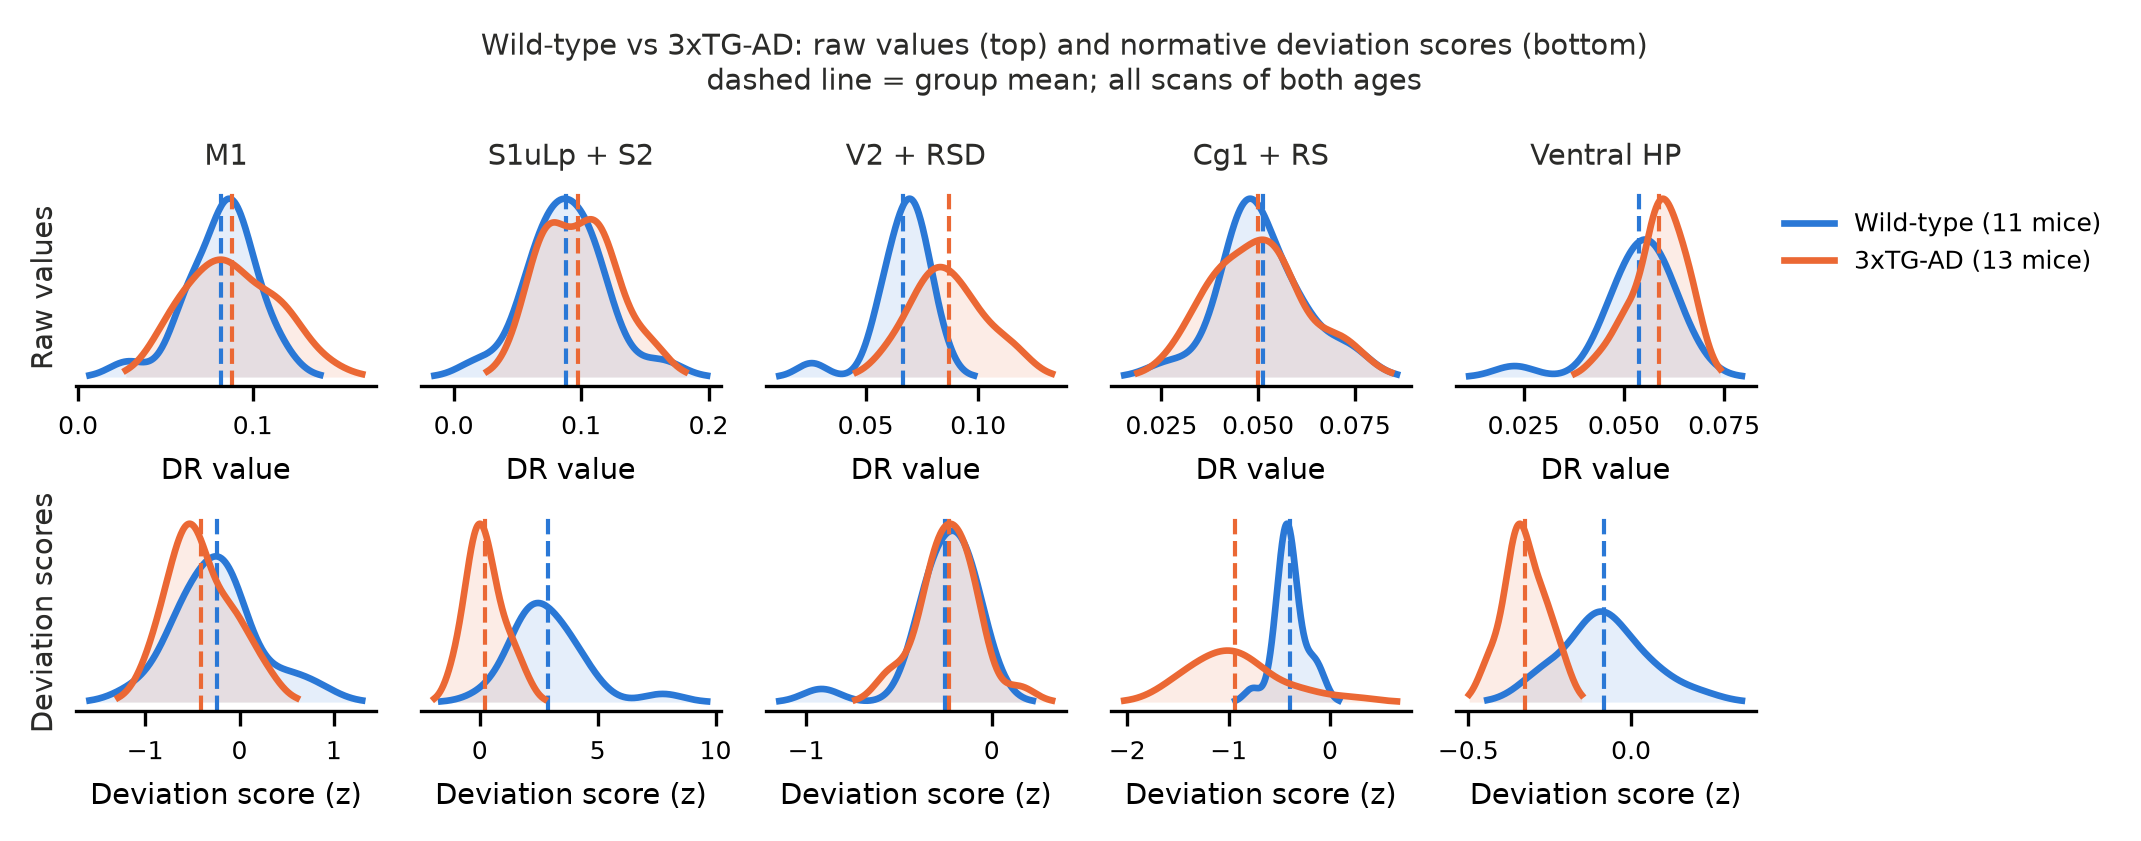 Wild-type vs 3xTG-AD: raw values (top) and normative deviation scores (bottom)
dashed line = group mean; all scans of both ages
M1
S1uLp + S2
V2 + RSD
Cg1 + RS
Ventral HP
Raw values
Wild-type (11 mice)
3xTG-AD (13 mice)
0.0 0.1
0.0 0.1 0.2
0.05 0.10
0.025 0.050 0.075
0.025 0.050 0.075
DR value
DR value
DR value
DR value
DR value
Deviation scores
−1 0 1
0 5 10
−1 0
−2 −1 0
−0.5 0.0
Deviation score (z)
Deviation score (z)
Deviation score (z)
Deviation score (z)
Deviation score (z)